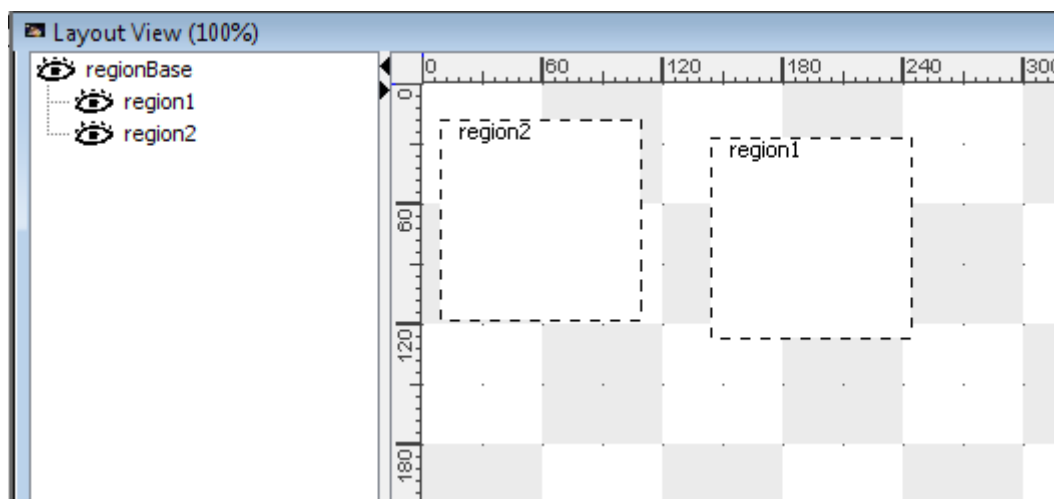 Layout View (100%)
regionBase
region1
region2
0 60 120 180 240 300
0
60
120
180
region2
region1